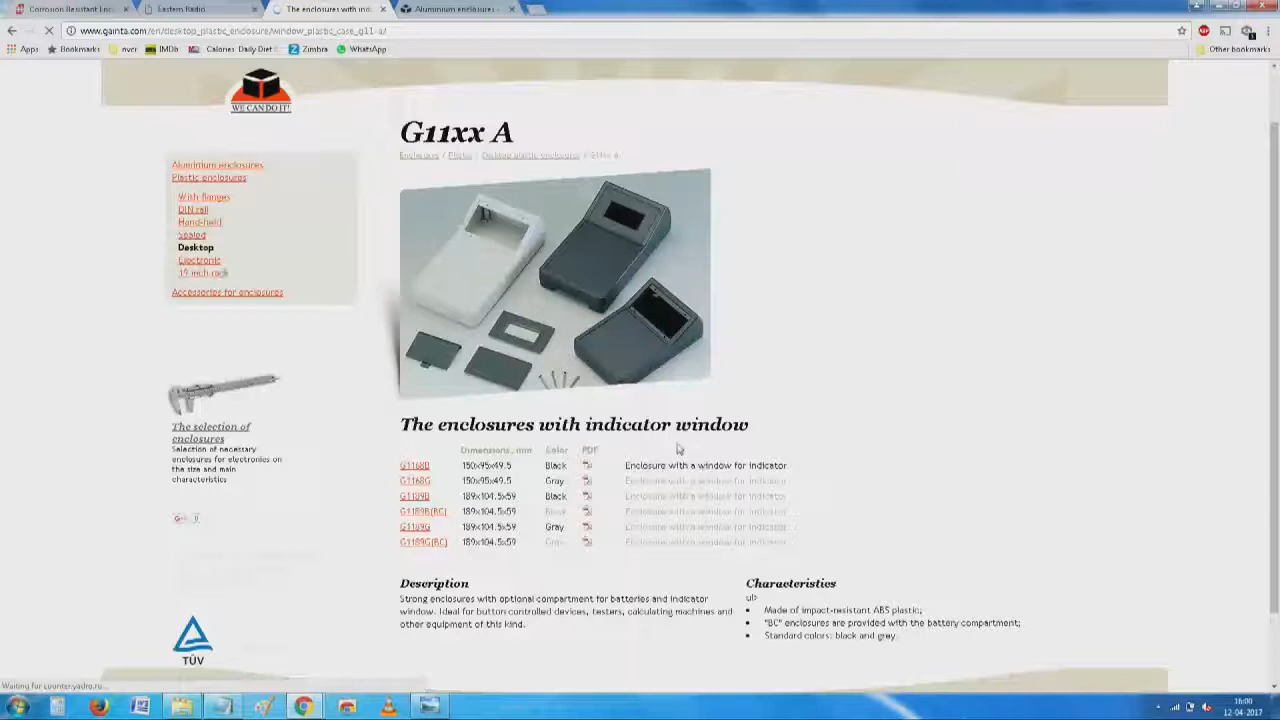 Corrosion Resistant Enc
Eastern Radio
The enclosures with ind
Aluminium enclosures
www.gainta.com/en/desktop_plastic_enclosure/window_plastic_case_g11-a/
Apps
Bookmarks
nver
IMDb
Calories Daily Diet
Zimbra
WhatsApp
Other bookmarks
WE CAN DO IT!
G11xx A
Enclosures / Plastic / Desktop plastic enclosures / G11xx A
Aluminium enclosures
Plastic enclosures
With flanges
DIN rail
Hand-held
Sealed
Desktop
Electronic
19 inch rack
Accessories for enclosures
The selection of
enclosures
Selection of necessary
enclosures for electronics on
the size and main
characteristics
G+ 0
TÜV
The enclosures with indicator window
Dimensions, mm Color PDF
G1168B 150x95x49.5 Black Enclosure with a window for indicator
G1168G 150x95x49.5 Gray Enclosure with a window for indicator
G1189B 189x104.5x59 Black Enclosure with a window for indicator
G1189B(BC) 189x104.5x59 Black Enclosure with a window for indicator
G1189G 189x104.5x59 Gray Enclosure with a window for indicator
G1189G(BC) 189x104.5x59 Gray Enclosure with a window for indicator
Description
Strong enclosures with optional compartment for batteries and indicator
window. Ideal for button controlled devices, testers, calculating machines and
other equipment of this kind.
Characteristics
ul>
Made of impact-resistant ABS plastic;
"BC" enclosures are provided with the battery compartment;
Standard colors: black and grey.
Waiting for counter.yadro.ru...
16:00
12-04-2017